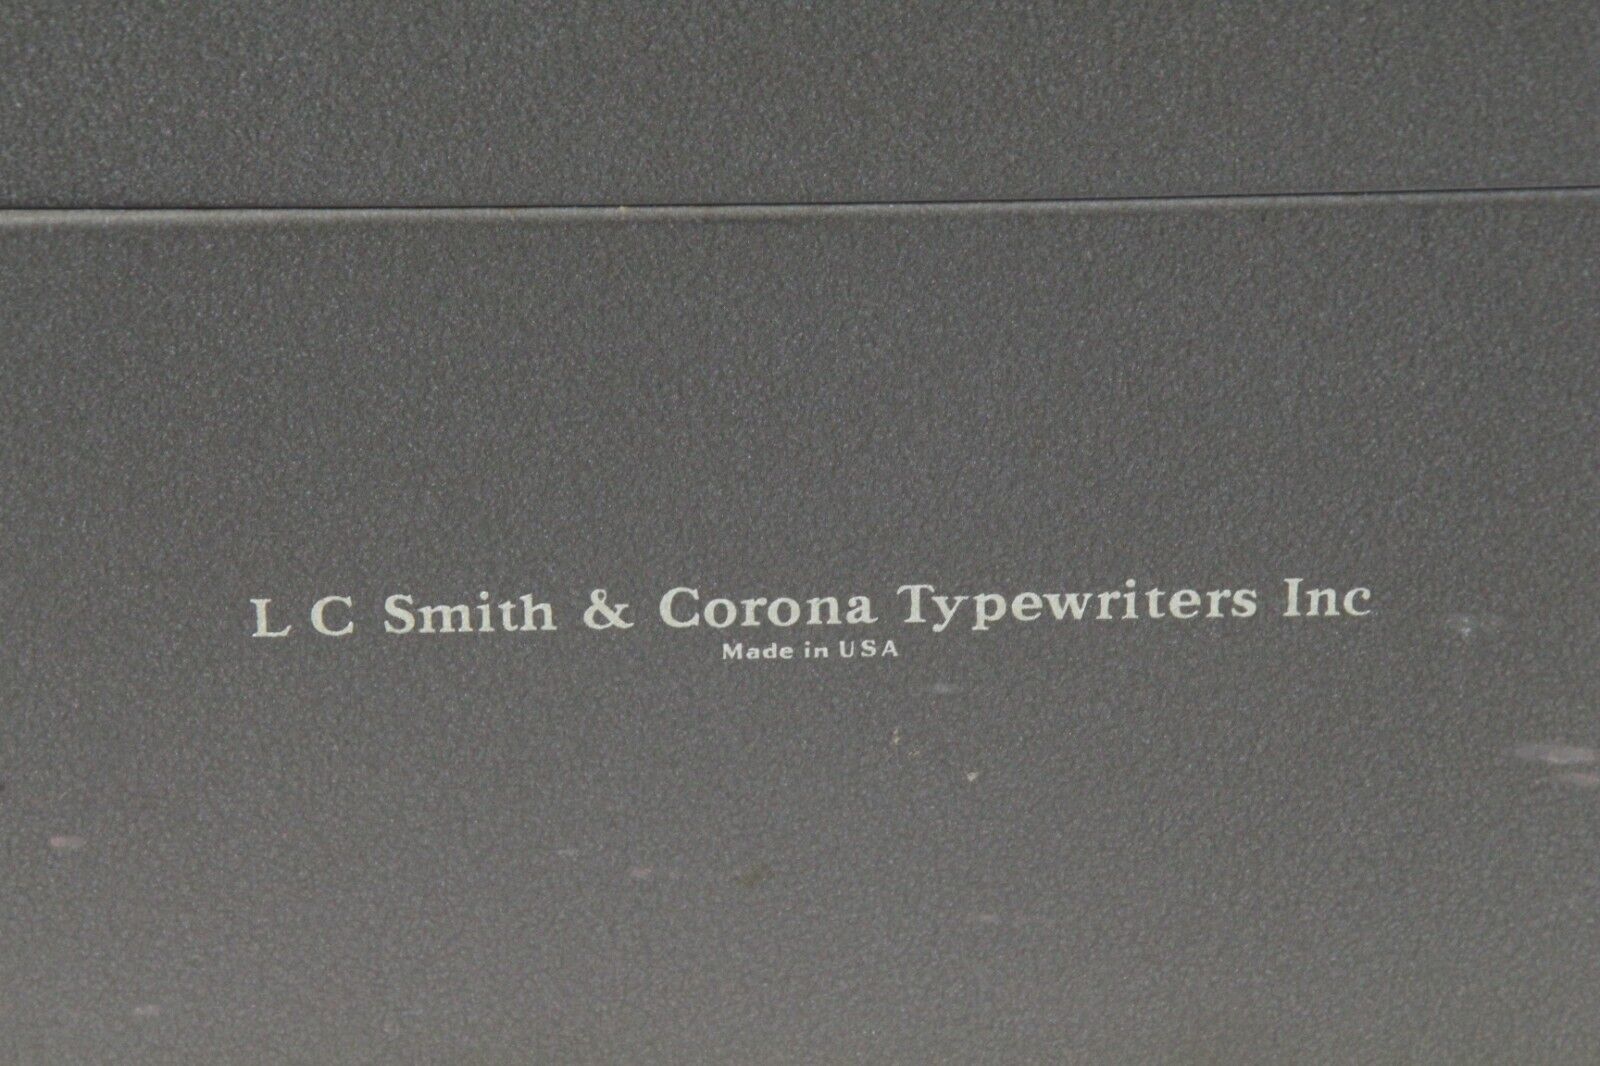 L C Smith & Corona Typewriters Inc
Made in USA